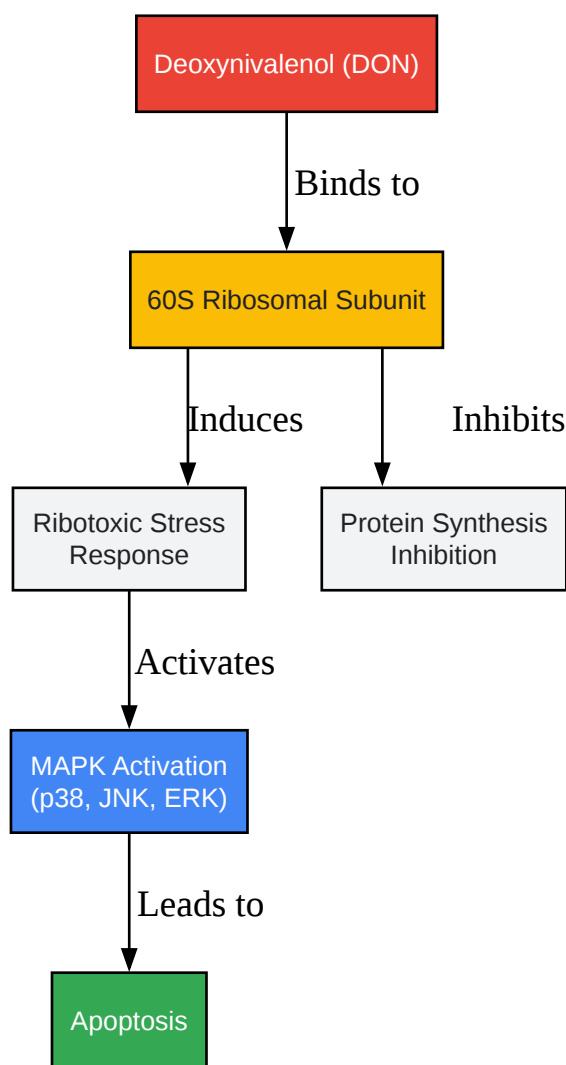 Deoxynivalenol (DON)
Binds to
60S Ribosomal Subunit
Induces
Inhibits
Ribotoxic Stress
Response
Protein Synthesis
Inhibition
Activates
MAPK Activation
(p38, JNK, ERK)
Leads to
Apoptosis